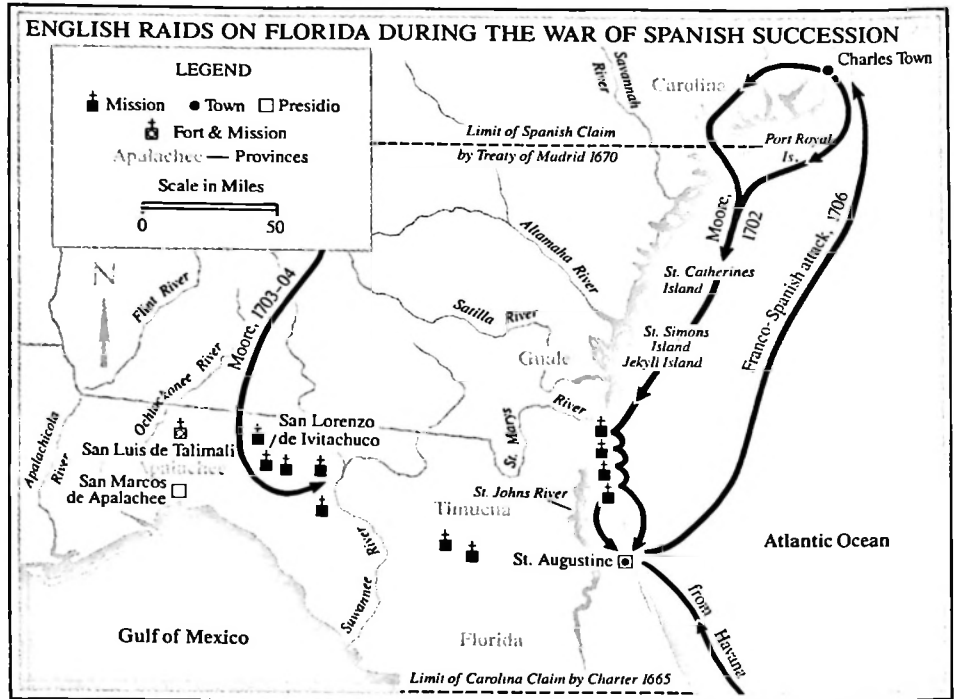 ENGLISH RAIDS ON FLORIDA DURING THE WAR OF SPANISH SUCCESSION
LEGEND
Mission
Town
Presidio
Fort & Mission
Apalachee — Provinces
Scale in Miles
0 50
N
Charles Town
Savannah
River
Carolina
Limit of Spanish Claim
by Treaty of Madrid 1670
Port Royal
Is.
Moore,
1702
Franco-Spanish attack, 1706
Altamaha River
St. Catherines
Island
Flint River
Moore, 1703-04
Satilla River
St. Simons
Island
Jekyll Island
Guale
Ochlockonee River
St. Marys River
Apalachicola
River
San Lorenzo
de Ivitachuco
San Luis de Talimali
Apalachee
San Marcos
de Apalachee
St. Johns River
Timucua
St. Augustine
Atlantic Ocean
Suwannee River
from Havana
Gulf of Mexico
Florida
Limit of Carolina Claim by Charter 1665